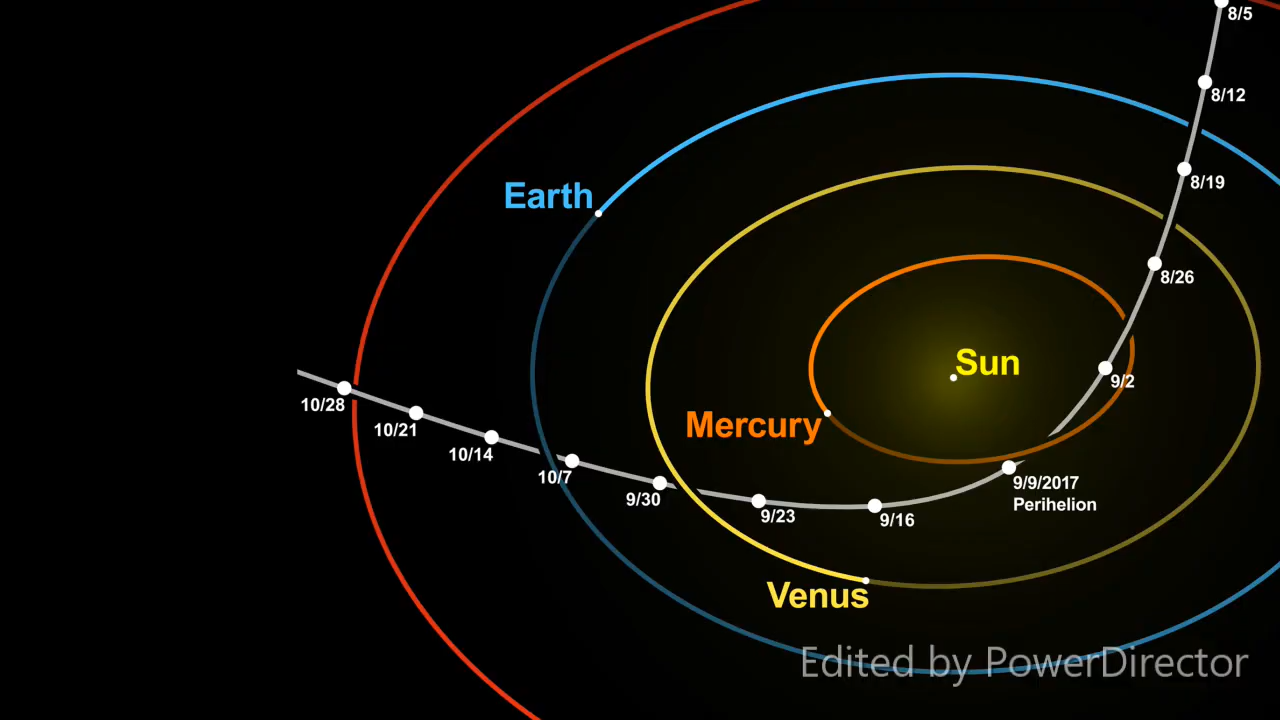 8/5
8/12
8/19
Earth
8/26
Sun
9/2
10/28
10/21
Mercury
10/14
10/7
9/30
9/9/2017
Perihelion
9/23
9/16
Venus
Edited by PowerDirector